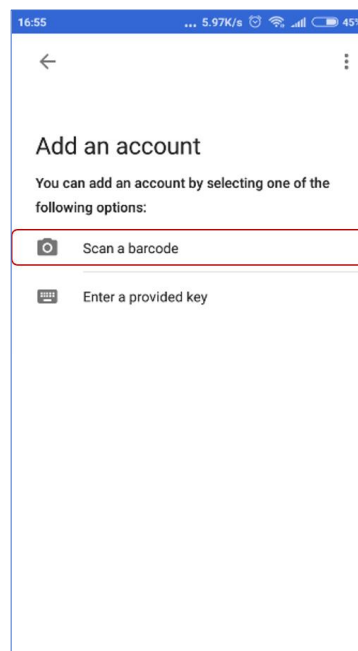 16:55 ... 5.97K/s 45%
Add an account
You can add an account by selecting one of the
following options:
Scan a barcode
Enter a provided key